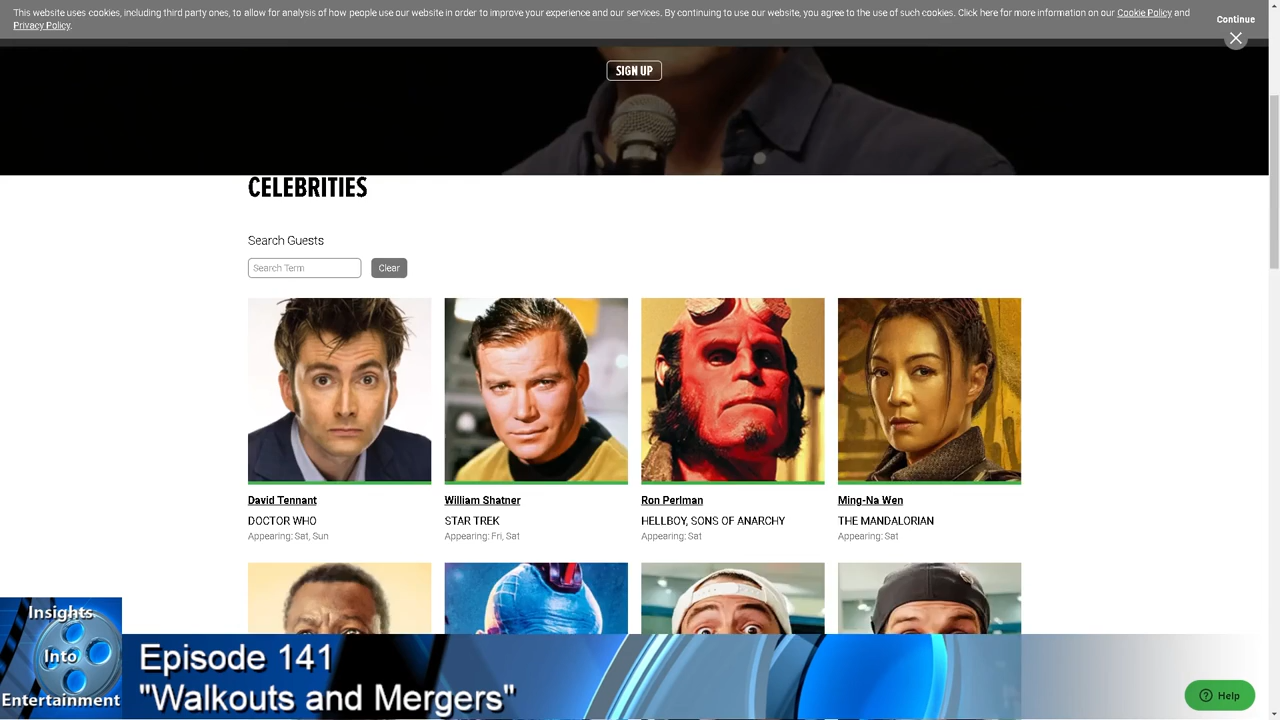 This website uses cookies, including third party ones, to allow for analysis of how people use our website in order to improve your experience and our services. By continuing to use our website, you agree to the use of such cookies. Click here for more information on our Cookie Policy and
Privacy Policy.
Continue
SIGN UP
CELEBRITIES
Search Guests
Search Term
Clear
David Tennant
DOCTOR WHO
Appearing: Sat, Sun
William Shatner
STAR TREK
Appearing: Fri, Sat
Ron Perlman
HELLBOY, SONS OF ANARCHY
Appearing: Sat
Ming-Na Wen
THE MANDALORIAN
Appearing: Sat
Insights
Into
Entertainment
Episode 141
"Walkouts and Mergers"
Help